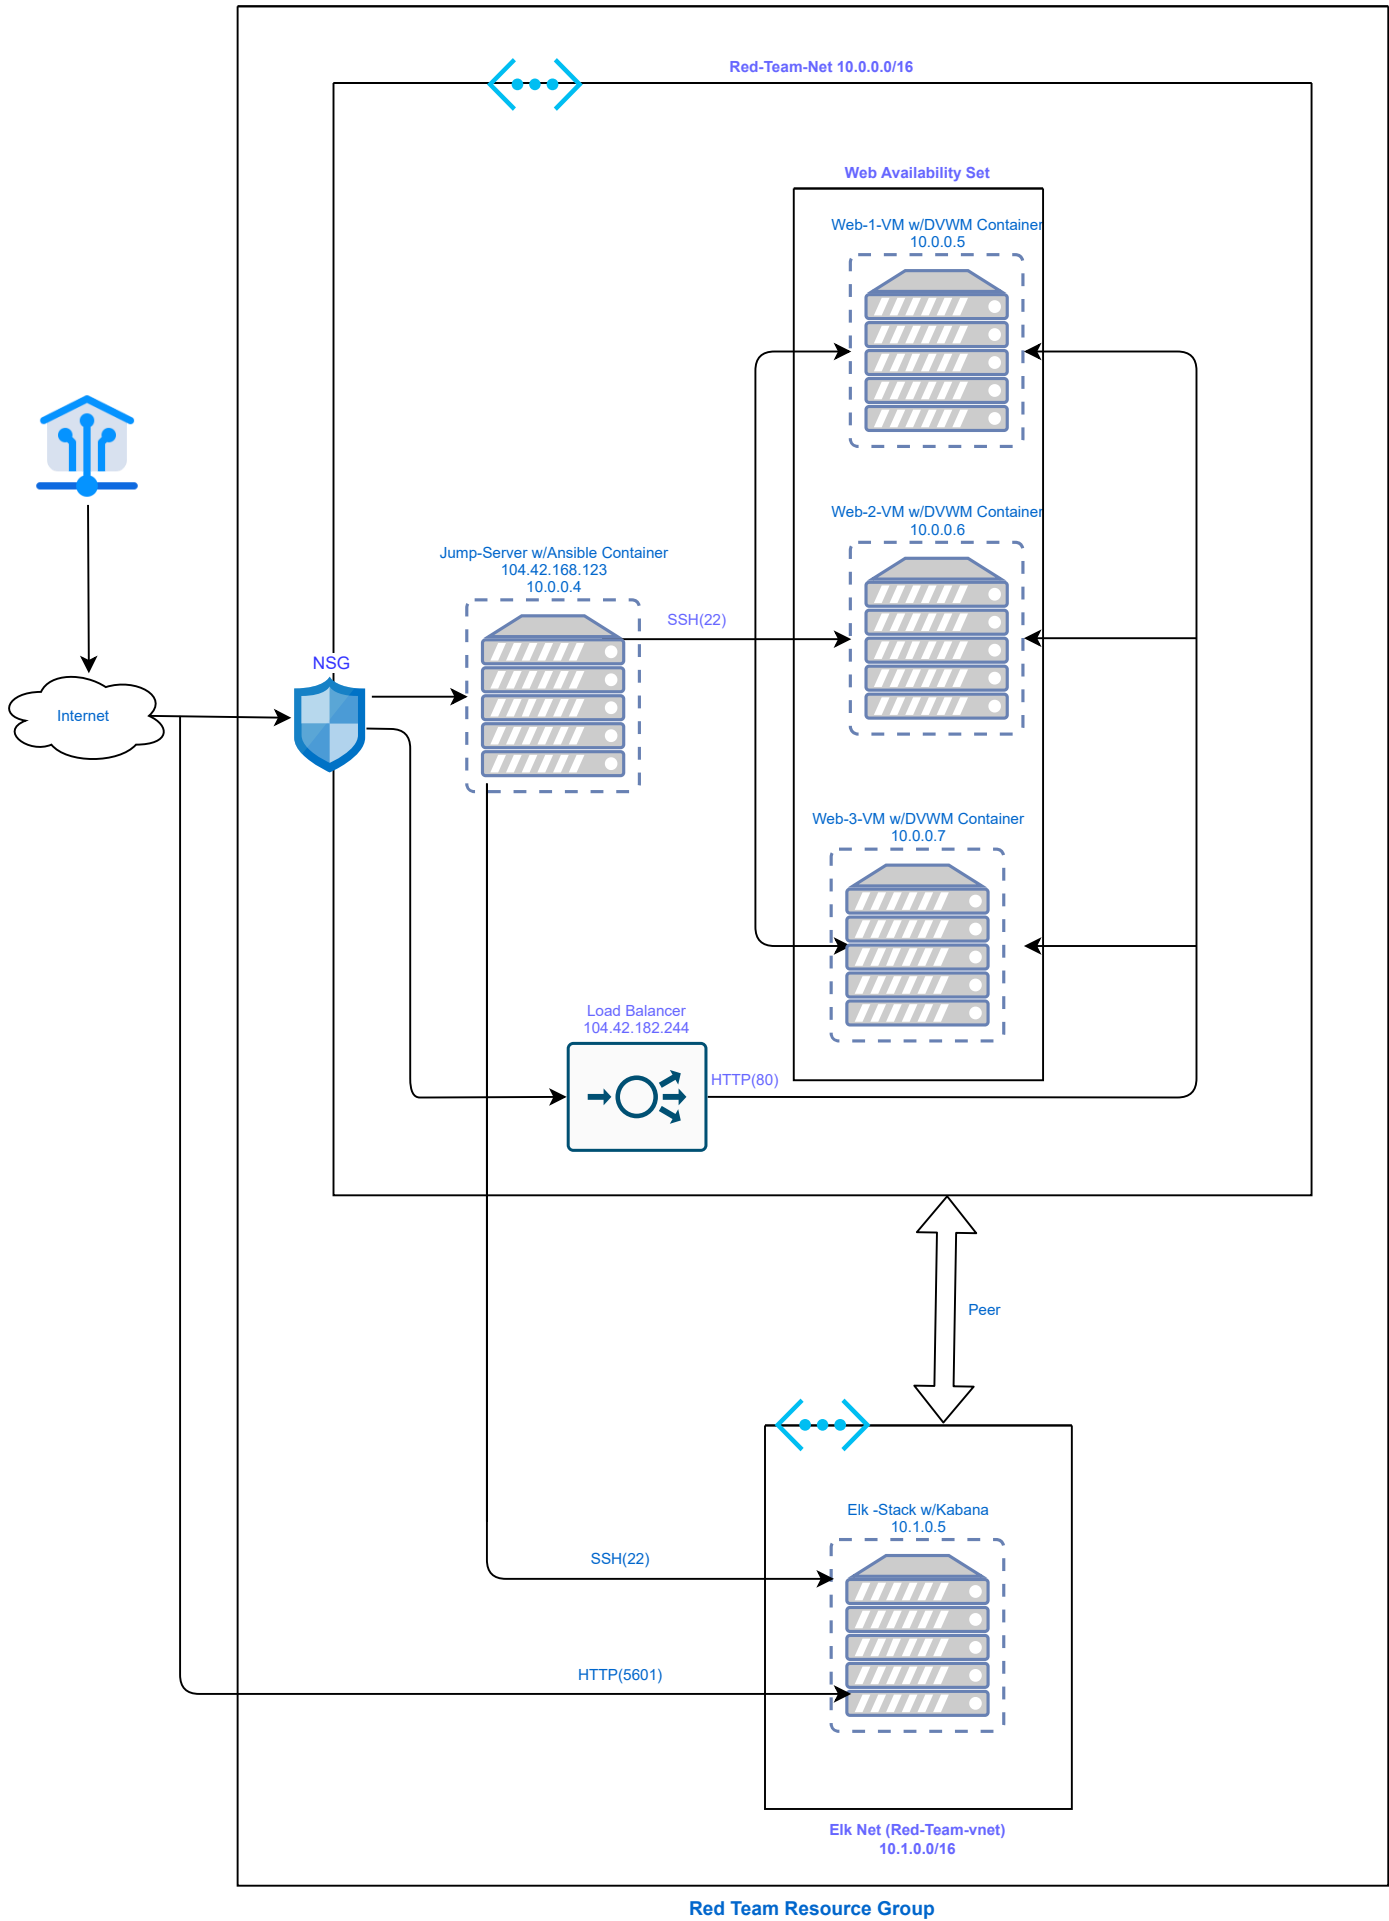 Red-Team-Net 10.0.0.0/16
Web Availability Set
Web-1-VM w/DVWM Container
10.0.0.5
Web-2-VM w/DVWM Container
10.0.0.6
Jump-Server w/Ansible Container
104.42.168.123
10.0.0.4
SSH(22)
NSG
Internet
Web-3-VM w/DVWM Container
10.0.0.7
Load Balancer
104.42.182.244
HTTP(80)
Peer
Elk -Stack w/Kabana
10.1.0.5
SSH(22)
HTTP(5601)
Elk Net (Red-Team-vnet)
10.1.0.0/16
Red Team Resource Group